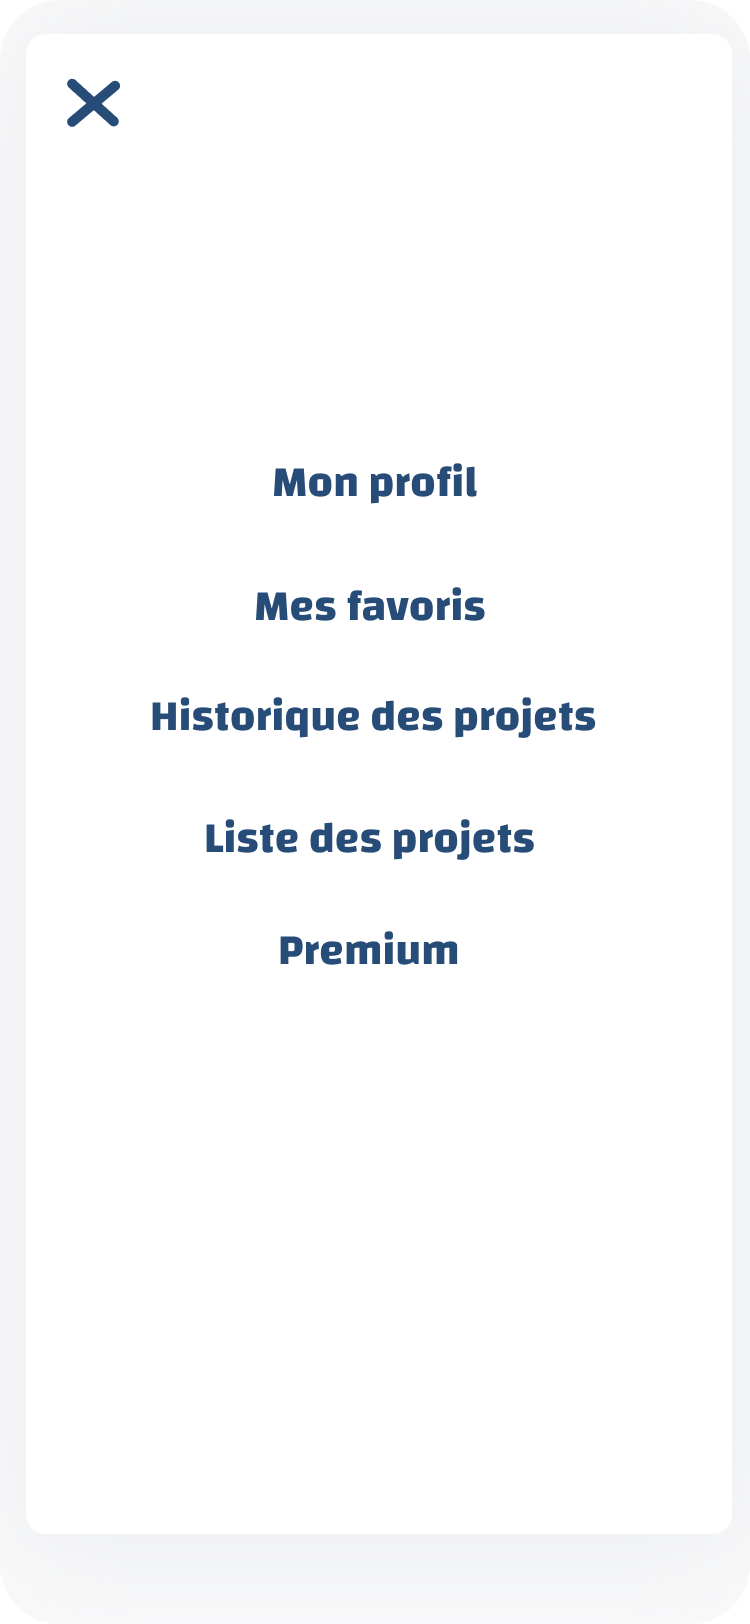 Mon profil
Mes favoris
Historique des projets
Liste des projets
Premium